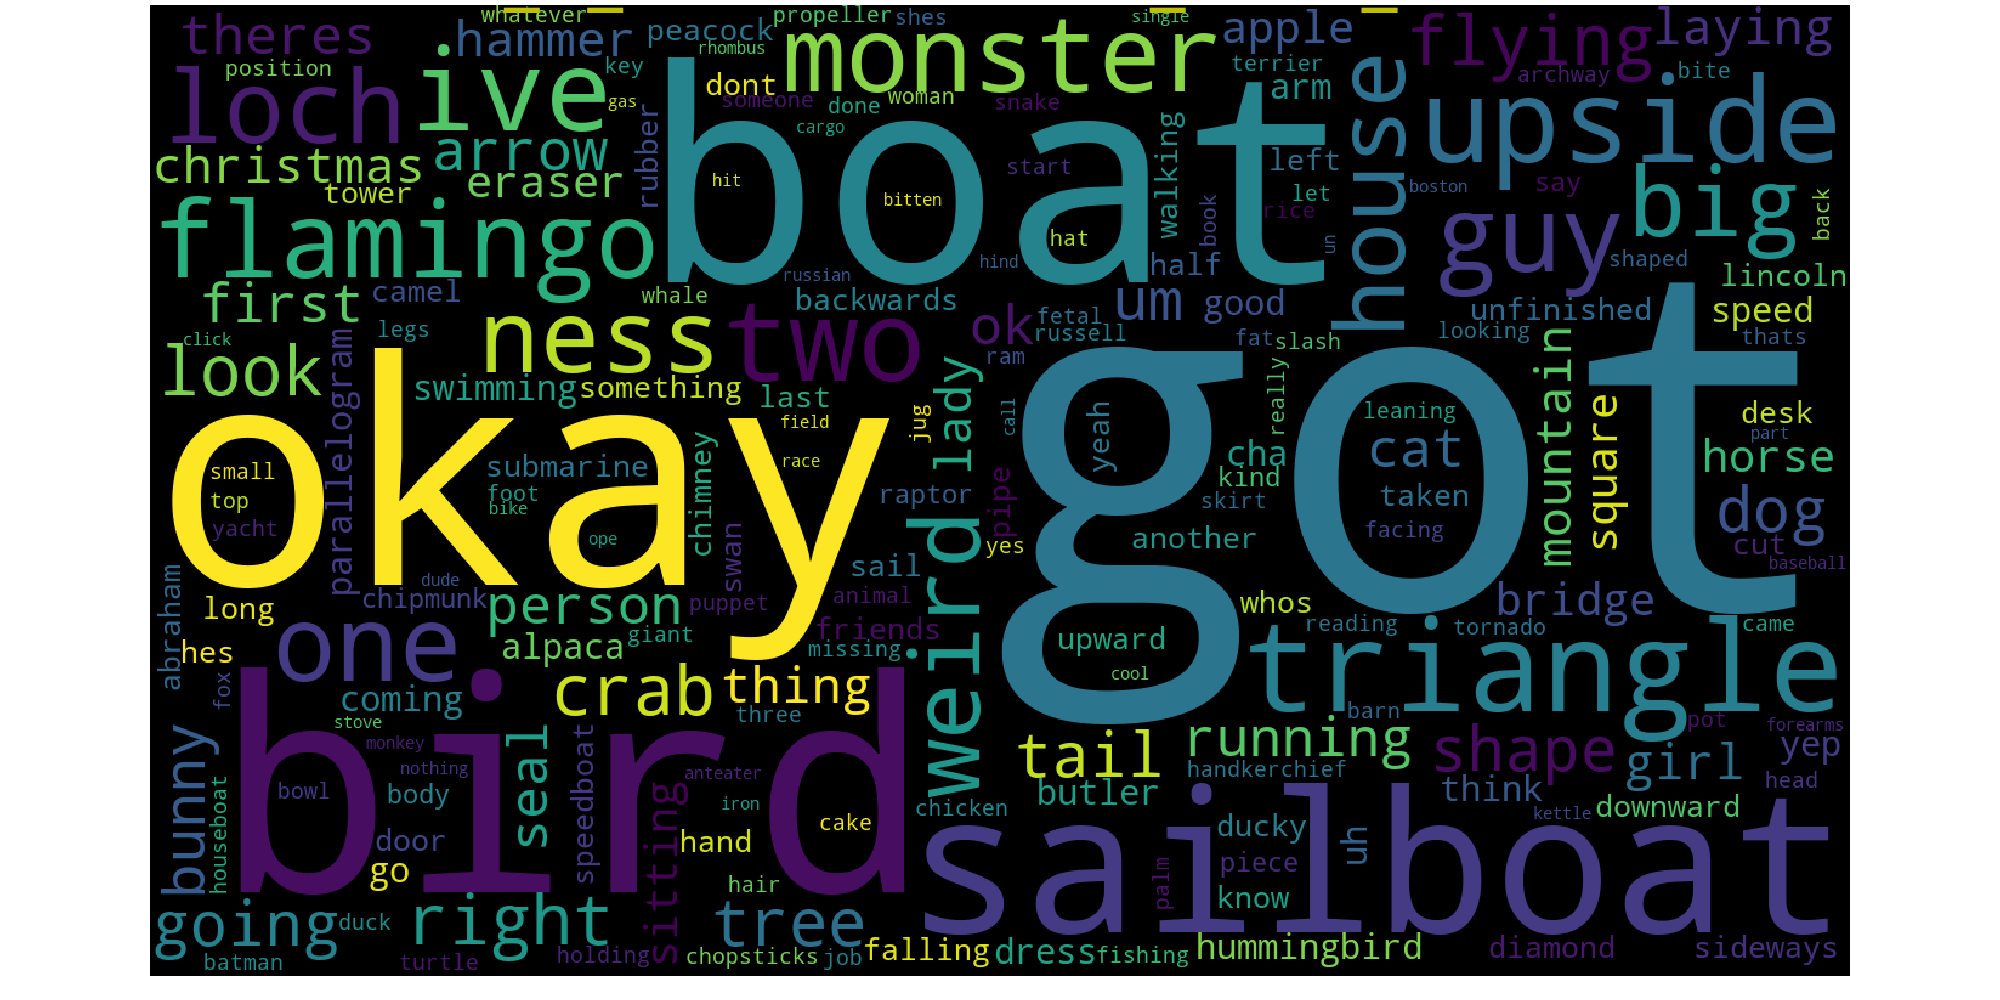 whatever
propeller
shes
single
theres
hammer
peacock
monster
apple
flying
laying
rhombus
loch
position
ive
key
boat
dont
gas
someone
done
woman
snake
cargo
terrier
arm
house
archway
bite
upside
christmas
arrow
eraser
tower
rubber
hit
bitten
start
walking
left
let
rice
boston
say
big
back
flamingo
hat
book
un
guy
shaped
first
camel
russian
hind
half
whale
backwards
um
good
lincoln
unfinished
speed
click
legs
ness
two
ok
fetal
russell
fat
slash
looking
thats
look
parallelogram
swimming
something
last
ram
really
mountain
okay
jug
weird lady
call
yeah
got
leaning
square
desk
part
field
cha
cat
horse
small
top
submarine
chimney
race
raptor
pipe
kind
skirt
taken
dog
yacht
foot
bike
ope
swan
yes
another
facing
cut
baseball
abraham
dude
sail
long
chipmunk
person
puppet
animal
whos
bridge
hes
one
alpaca
giant
friends
missing
upward
reading
tornado
came
fox
coming
crab
thing
cool
triangle
stove
three
barn
pot
forearms
bunny
bird
monkey
nothing
seal
speedboat
anteater
tail
running
shape
girl
yep
houseboat
bowl
body
sitting
iron
butler
handkerchief
think
head
door
hand
cake
chicken
sailboat
ducky
uh
kettle
downward
go
hair
palm
piece
know
going
duck
right
tree
batman
turtle
holding
chopsticks
job
falling
dress
fishing
hummingbird
diamond
sideways